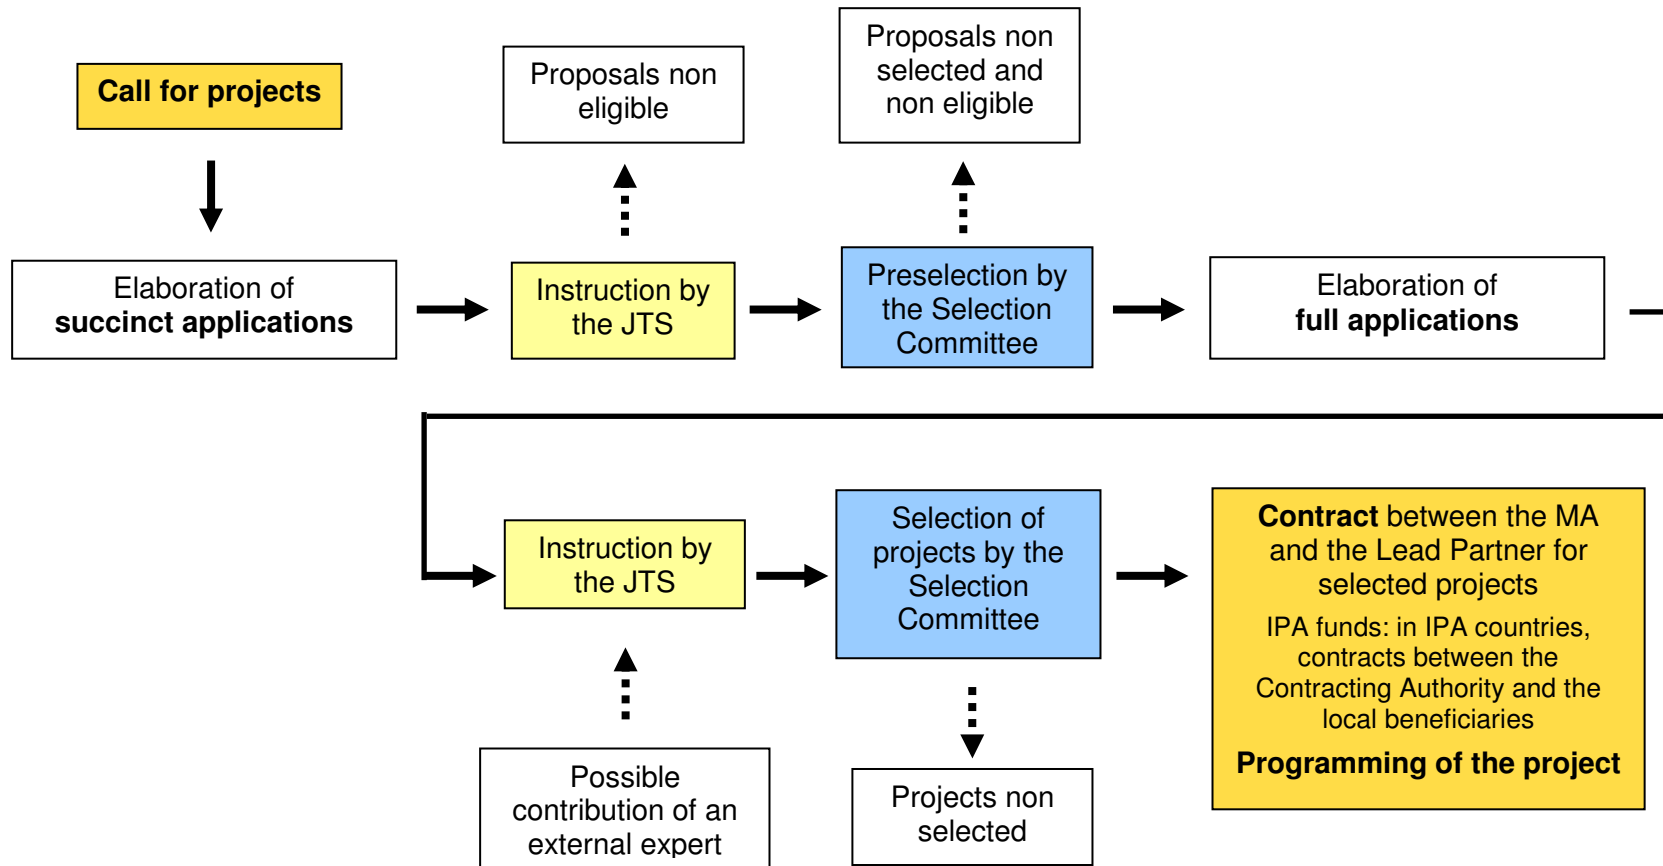 Call for projects
Proposals non
eligible
Proposals non
selected and
non eligible
Elaboration of
succinct applications
Instruction by
the JTS
Preselection by
the Selection
Committee
Elaboration of
full applications
Instruction by
the JTS
Selection of
projects by the
Selection
Committee
Contract between the MA
and the Lead Partner for
selected projects
IPA funds: in IPA countries,
contracts between the
Contracting Authority and the
local beneficiaries
Programming of the project
Possible
contribution of an
external expert
Projects non
selected